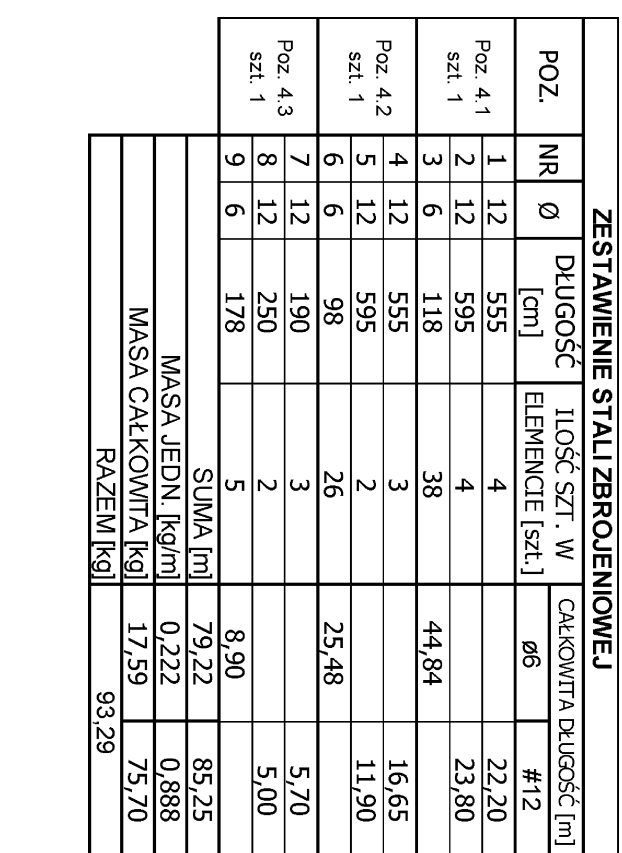 ZESTAWIENIE STALI ZBROJENIOWEJ
POZ. NR Ø DŁUGOŚĆ [cm] ILOŚĆ SZT. W ELEMENCIE [szt.] CAŁKOWITA DŁUGOŚĆ [m]
ø6 #12
Poz. 4.1 szt. 1
1 12 555 4 22,20
2 12 595 4 23,80
3 6 118 38 44,84
Poz. 4.2 szt. 1
4 12 555 3 16,65
5 12 595 2 11,90
6 6 98 26 25,48
Poz. 4.3 szt. 1
7 12 190 3 5,70
8 12 250 2 5,00
9 6 178 5 8,90
SUMA [m] 79,22 85,25
MASA JEDN. [kg/m] 0,222 0,888
MASA CAŁKOWITA [kg] 17,59 75,70
RAZEM [kg] 93,29